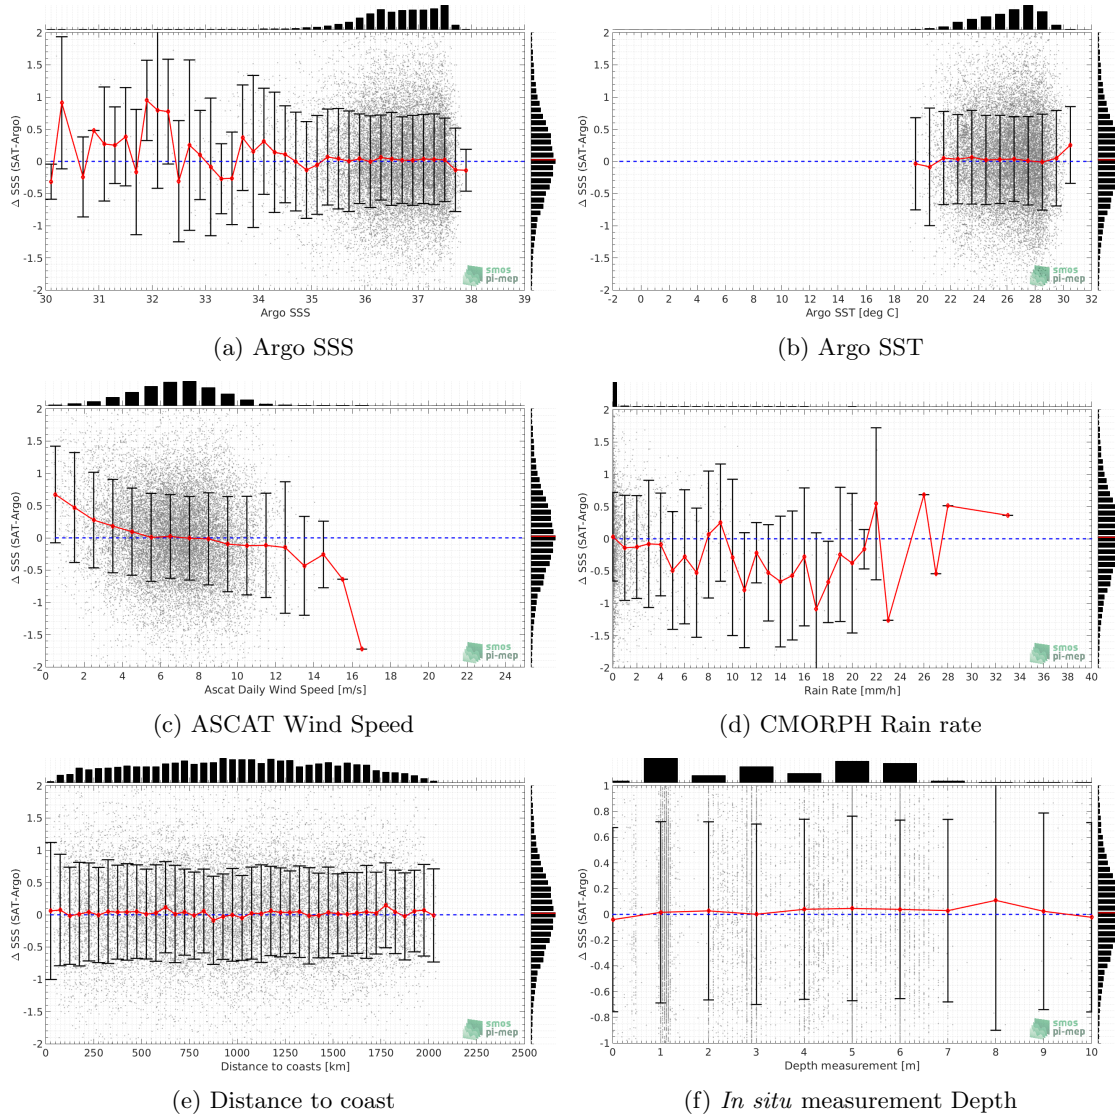 2
1.5
1
0.5
0
-0.5
-1
-1.5
-2
Δ SSS (SAT-Argo)
30 31 32 33 34 35 36 37 38 39
Argo SSS
smos
pi-mep
(a) Argo SSS
2
1.5
1
0.5
0
-0.5
-1
-1.5
-2
Δ SSS (SAT-Argo)
-2 0 2 4 6 8 10 12 14 16 18 20 22 24 26 28 30 32
Argo SST [deg C]
smos
pi-mep
(b) Argo SST
2
1.5
1
0.5
0
-0.5
-1
-1.5
-2
Δ SSS (SAT-Argo)
0 2 4 6 8 10 12 14 16 18 20 22 24
Ascat Daily Wind Speed [m/s]
smos
pi-mep
(c) ASCAT Wind Speed
2
1.5
1
0.5
0
-0.5
-1
-1.5
-2
Δ SSS (SAT-Argo)
0 2 4 6 8 10 12 14 16 18 20 22 24 26 28 30 32 34 36 38 40
Rain Rate [mm/h]
smos
pi-mep
(d) CMORPH Rain rate
2
1.5
1
0.5
0
-0.5
-1
-1.5
-2
Δ SSS (SAT-Argo)
0 250 500 750 1000 1250 1500 1750 2000 2250 2500
Distance to coasts [km]
smos
pi-mep
(e) Distance to coast
1
0.8
0.6
0.4
0.2
0
-0.2
-0.4
-0.6
-0.8
-1
Δ SSS (SAT-Argo)
0 1 2 3 4 5 6 7 8 9 10
Depth measurement [m]
smos
pi-mep
(f) In situ measurement Depth